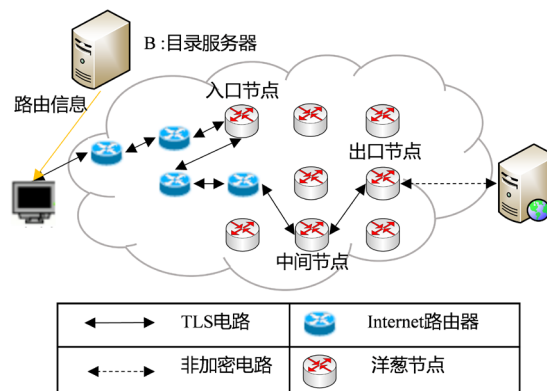 B :目录服务器
路由信息
入口节点
出口节点
中间节点
TLS电路
Internet路由器
非加密电路
洋葱节点